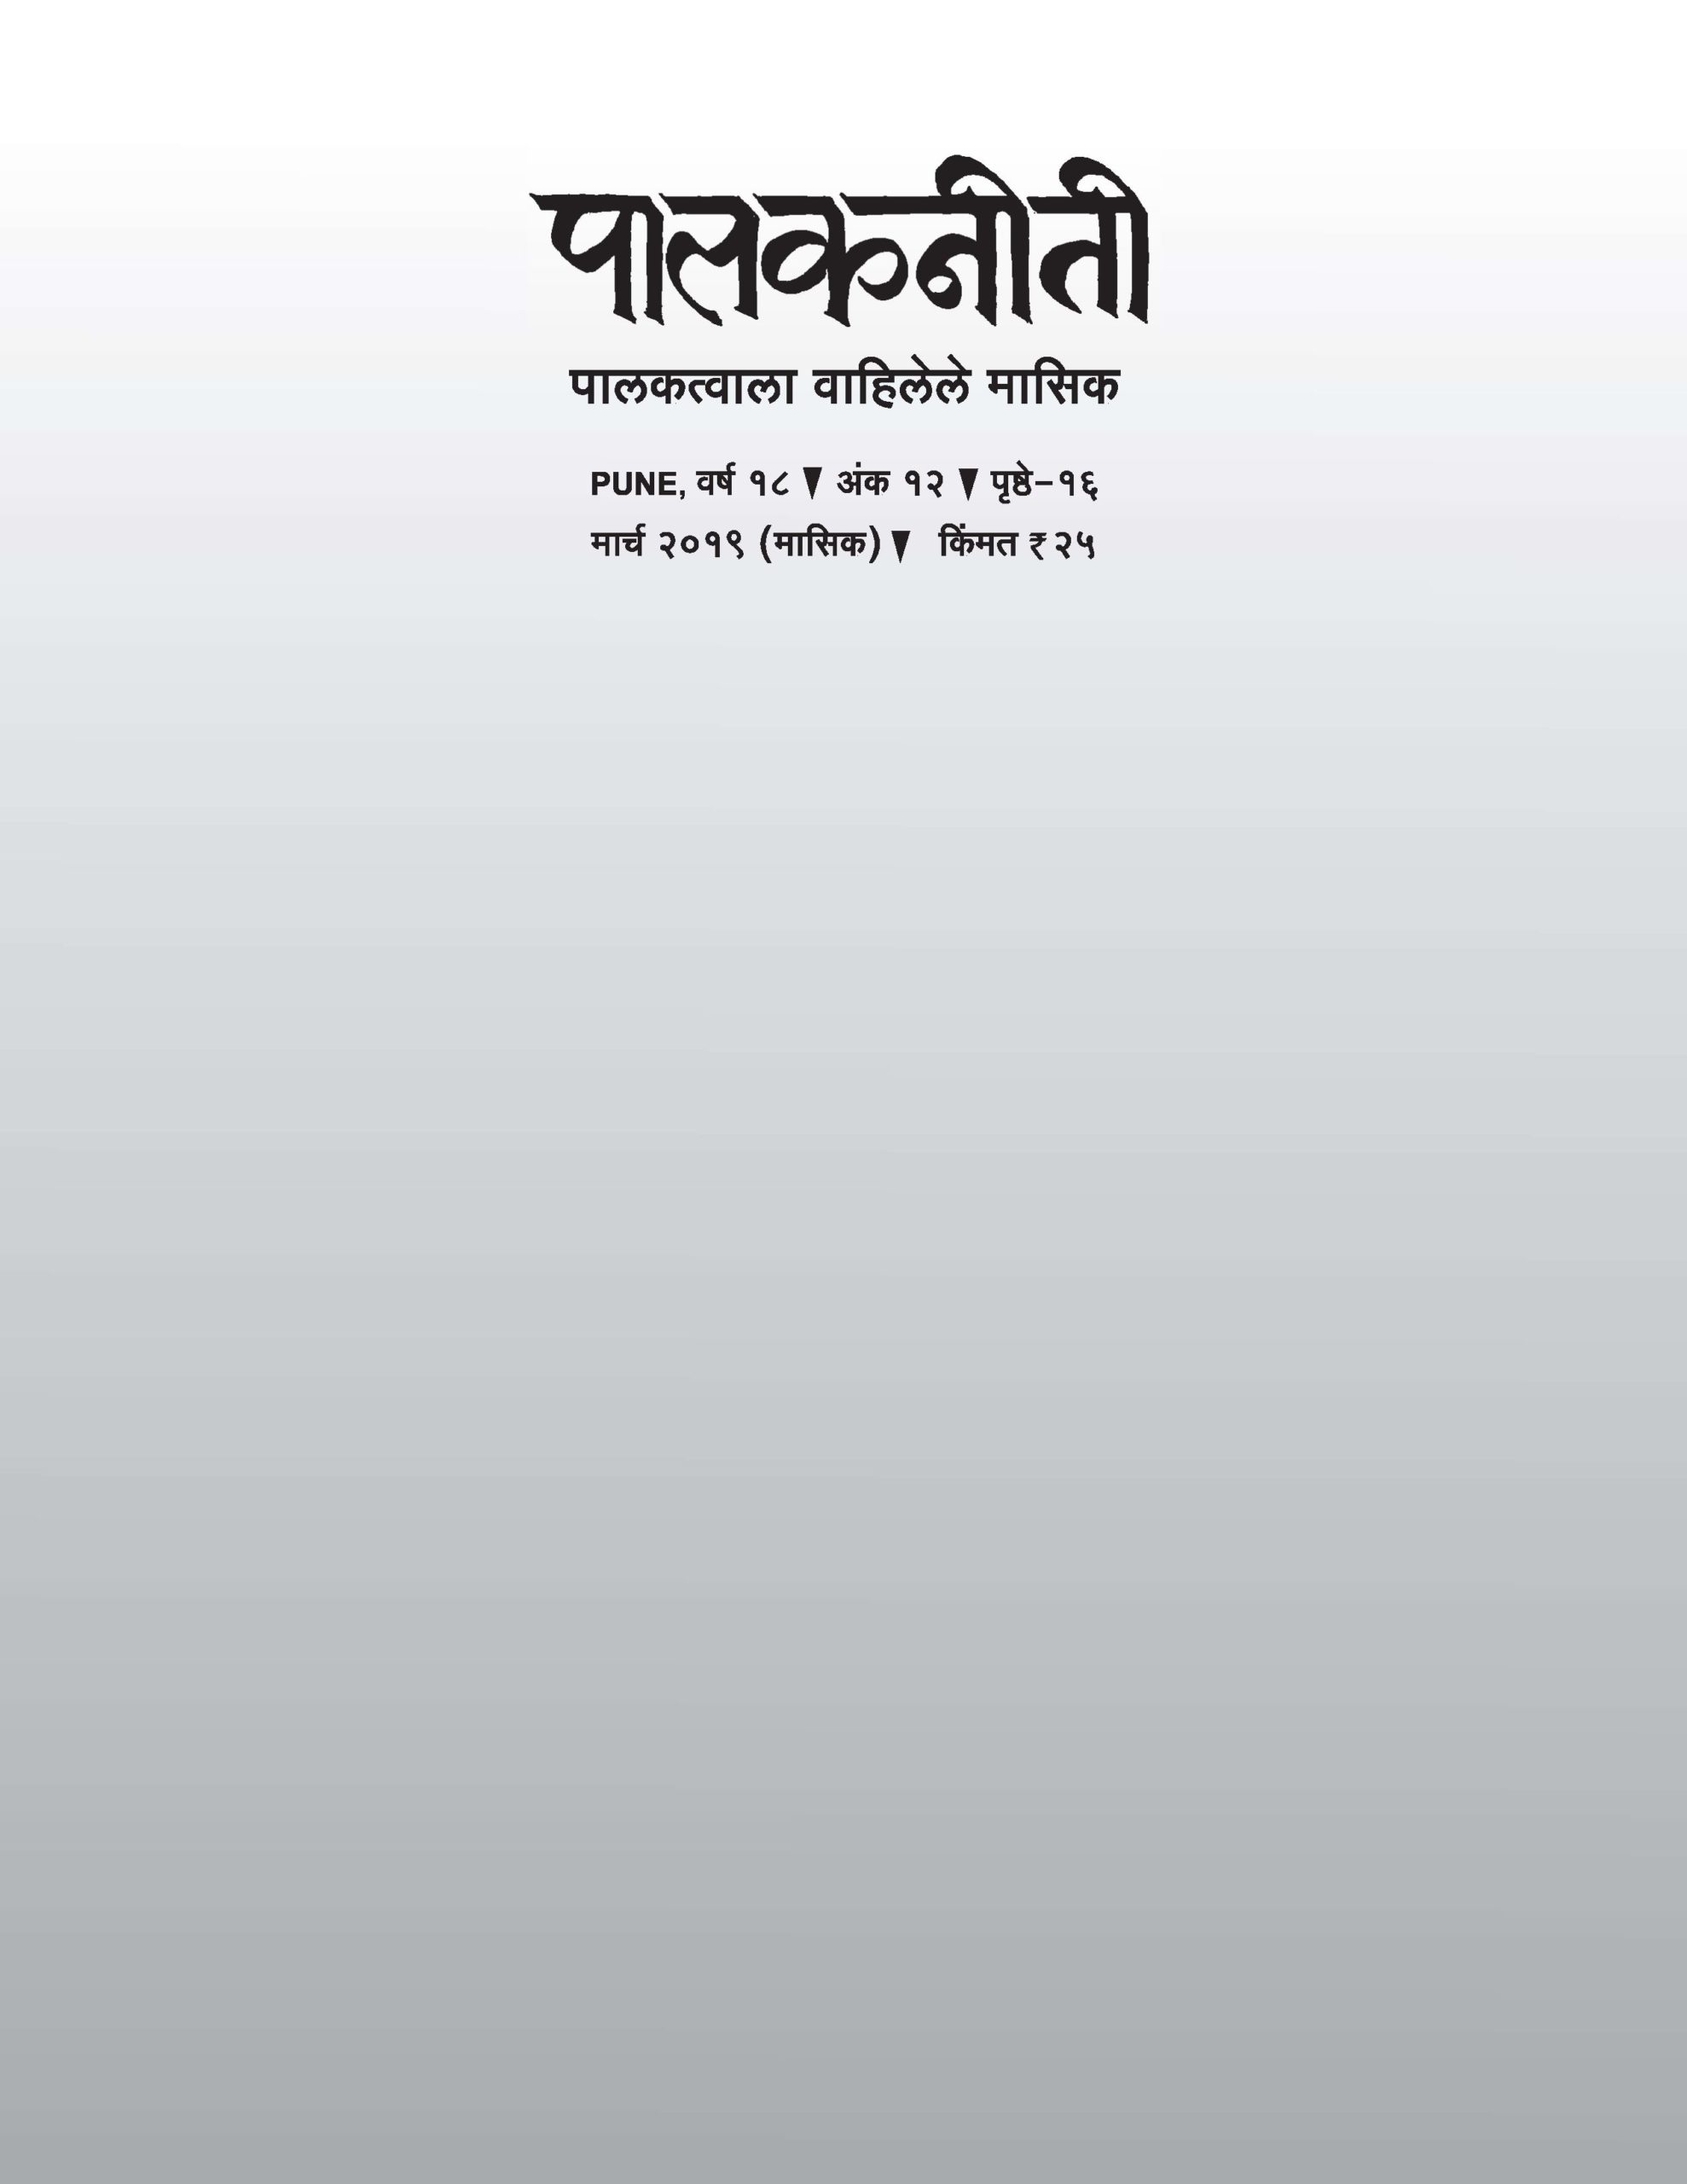 पालकनीती
पालकत्वाला वाहिलेले मासिक
PUNE, वर्ष १८ ▼ अंक १२ ▼ पृष्ठे-१६
मार्च २०१९ (मासिक) ▼ किंमत ₹ २५